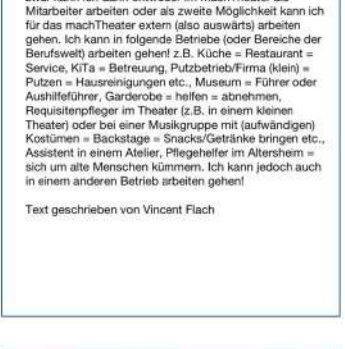 Mitarbeiter arbeiten oder als zweite Möglichkeit kann ich
für das machTheater extern (also auswärts) arbeiten
gehen. Ich kann in folgende Betriebe (oder Bereiche der
Berufswelt) arbeiten gehen! z.B. Küche = Restaurant =
Service, KiTa = Betreuung, Putzbetrieb/Firma (klein) =
Putzen = Hausreinigungen etc., Museum = Führer oder
Aushilfeführer, Garderobe = helfen = abnehmen,
Requisitenpfleger im Theater (z.B. in einem kleinen
Theater) oder bei einer Musikgruppe mit (aufwändigen)
Kostümen = Backstage = Snacks/Getränke bringen etc.,
Assistent in einem Atelier, Pflegehelfer im Altersheim =
sich um alte Menschen kümmern. Ich kann jedoch auch
in einem anderen Betrieb arbeiten gehen!
Text geschrieben von Vincent Flach